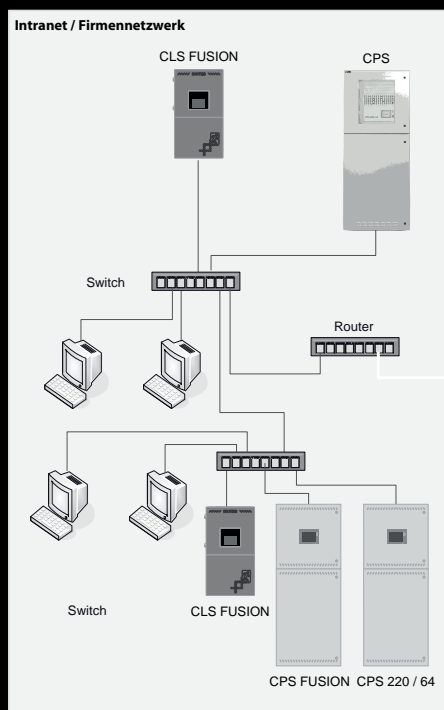 Intranet / Firmennetzwerk
CLS FUSION
CPS
Switch
Router
Switch
CLS FUSION
CPS FUSION
CPS 220 / 64